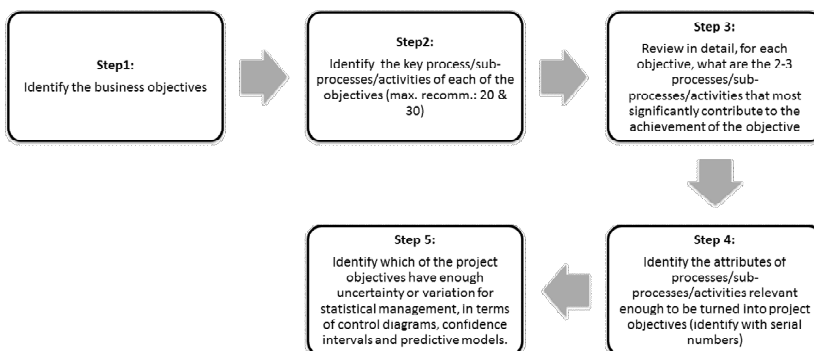 Step1:
Identify the business objectives
Step2:
Identify the key process/sub-
processes/activities of each of the
objectives (max. recomm.: 20 &
30)
Step 3:
Review in detail, for each
objective, what are the 2-3
processes/sub-
processes/activities that most
significantly contribute to the
achievement of the objective
Step 4:
Identify the attributes of
processes/sub-
processes/activities relevant
enough to be turned into project
objectives (identify with serial
numbers)
Step 5:
Identify which of the project
objectives have enough
uncertainty or variation for
statistical management, in terms
of control diagrams, confidence
intervals and predictive models.